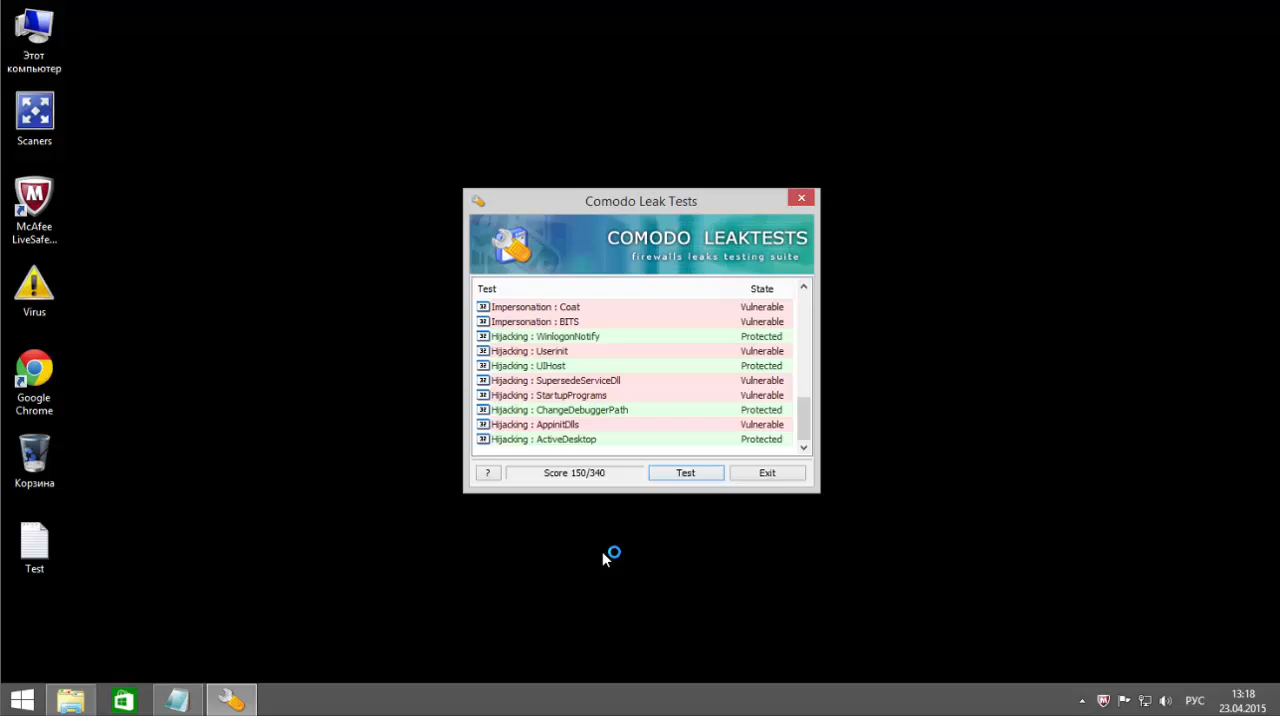 Этот
компьютер
Scaners
McAfee
LiveSafe...
Virus
Google
Chrome
Корзина
Test
Comodo Leak Tests
COMODO LEAKTESTS
firewalls leaks testing suite
Test State
Impersonation : Coat Vulnerable
Impersonation : BITS Vulnerable
Hijacking : WinlogonNotify Protected
Hijacking : Userinit Vulnerable
Hijacking : UIHost Protected
Hijacking : SupersedeServiceDll Vulnerable
Hijacking : StartupPrograms Vulnerable
Hijacking : ChangeDebuggerPath Protected
Hijacking : AppinitDlls Vulnerable
Hijacking : ActiveDesktop Protected
? Score 150/340 Test Exit
РУС
13:18
23.04.2015